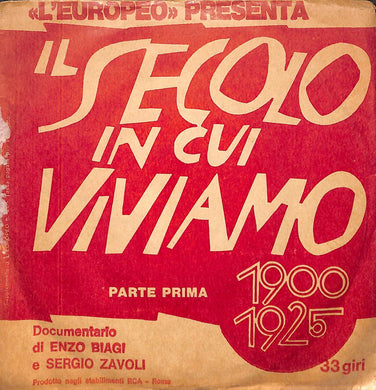 «L'EUROPEO» PRESENTA
IL SECOLO
IN CUI
VIVIAMO
PARTE PRIMA
1900
1925
Documentario
di ENZO BIAGI
e SERGIO ZAVOLI
33 giri
Prodotto negli stabilimenti RCA - Roma